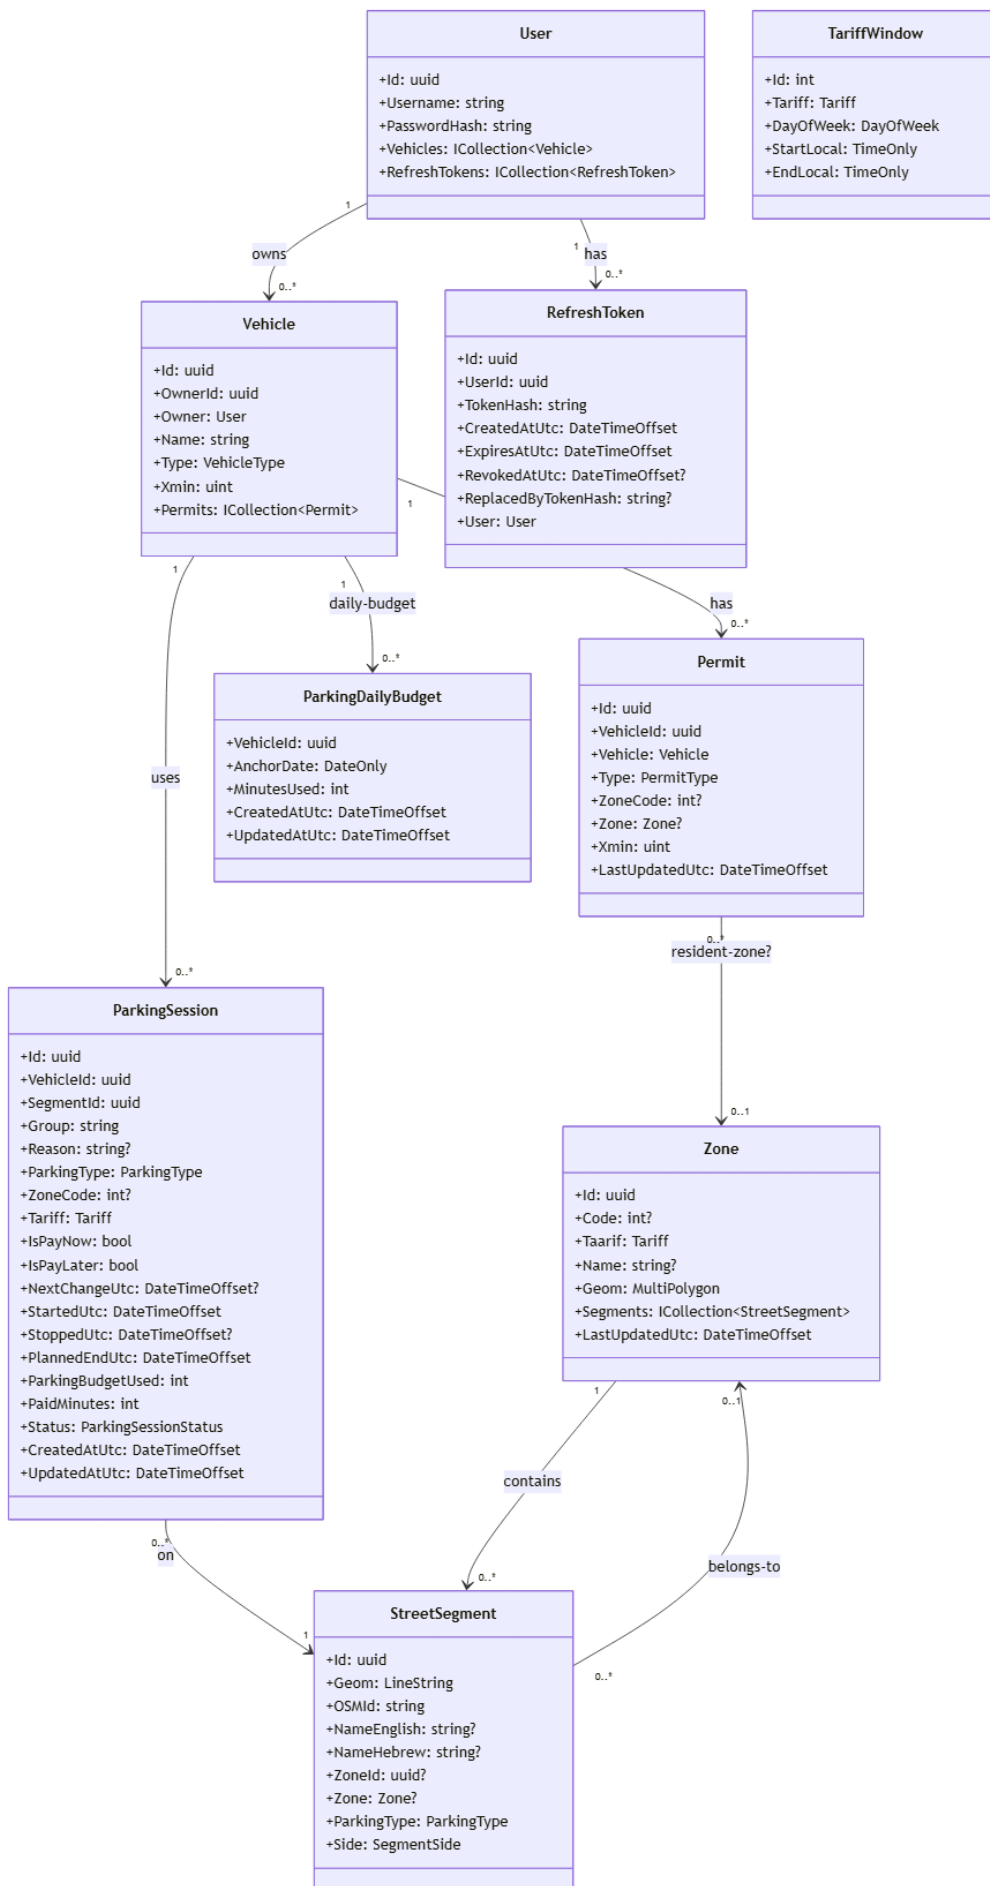 User
+Id: uuid
+Username: string
+PasswordHash: string
+Vehicles: ICollection<Vehicle>
+RefreshTokens: ICollection<RefreshToken>
TariffWindow
+Id: int
+Tariff: Tariff
+DayOfWeek: DayOfWeek
+StartLocal: TimeOnly
+EndLocal: TimeOnly
1
owns
0..*
1
has
0..*
Vehicle
+Id: uuid
+OwnerId: uuid
+Owner: User
+Name: string
+Type: VehicleType
+Xmin: uint
+Permits: ICollection<Permit>
RefreshToken
+Id: uuid
+UserId: uuid
+TokenHash: string
+CreatedAtUtc: DateTimeOffset
+ExpiresAtUtc: DateTimeOffset
+RevokedAtUtc: DateTimeOffset?
+ReplacedByTokenHash: string?
+User: User
1
1
1
daily-budget
0..*
has
0..*
ParkingDailyBudget
+VehicleId: uuid
+AnchorDate: DateOnly
+MinutesUsed: int
+CreatedAtUtc: DateTimeOffset
+UpdatedAtUtc: DateTimeOffset
Permit
+Id: uuid
+VehicleId: uuid
+Vehicle: Vehicle
+Type: PermitType
+ZoneCode: int?
+Zone: Zone?
+Xmin: uint
+LastUpdatedUtc: DateTimeOffset
uses
0..*
0..*
resident-zone?
0..1
ParkingSession
+Id: uuid
+VehicleId: uuid
+SegmentId: uuid
+Group: string
+Reason: string?
+ParkingType: ParkingType
+ZoneCode: int?
+Tariff: Tariff
+IsPayNow: bool
+IsPayLater: bool
+NextChangeUtc: DateTimeOffset?
+StartedUtc: DateTimeOffset
+StoppedUtc: DateTimeOffset?
+PlannedEndUtc: DateTimeOffset
+ParkingBudgetUsed: int
+PaidMinutes: int
+Status: ParkingSessionStatus
+CreatedAtUtc: DateTimeOffset
+UpdatedAtUtc: DateTimeOffset
Zone
+Id: uuid
+Code: int?
+Taarif: Tariff
+Name: string?
+Geom: MultiPolygon
+Segments: ICollection<StreetSegment>
+LastUpdatedUtc: DateTimeOffset
1
0..1
contains
0..*
belongs-to
0..*
0..*
on
1
StreetSegment
+Id: uuid
+Geom: LineString
+OSMId: string
+NameEnglish: string?
+NameHebrew: string?
+ZoneId: uuid?
+Zone: Zone?
+ParkingType: ParkingType
+Side: SegmentSide